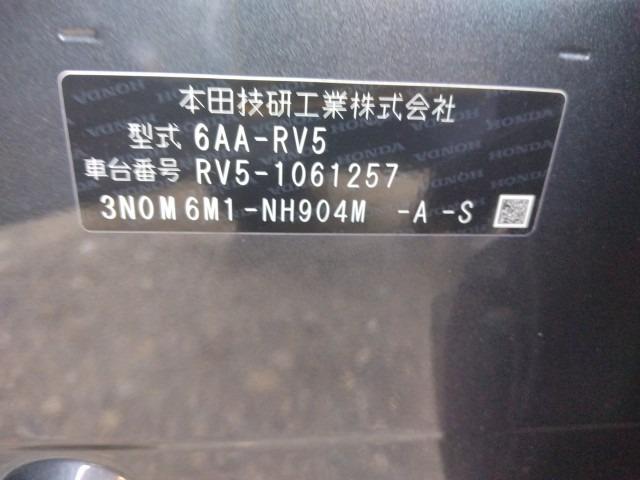 本田技研工業株式会社
型式 6AA-RV5
車台番号 RV5-1061257
3N0M6M1-NH904M -A -S